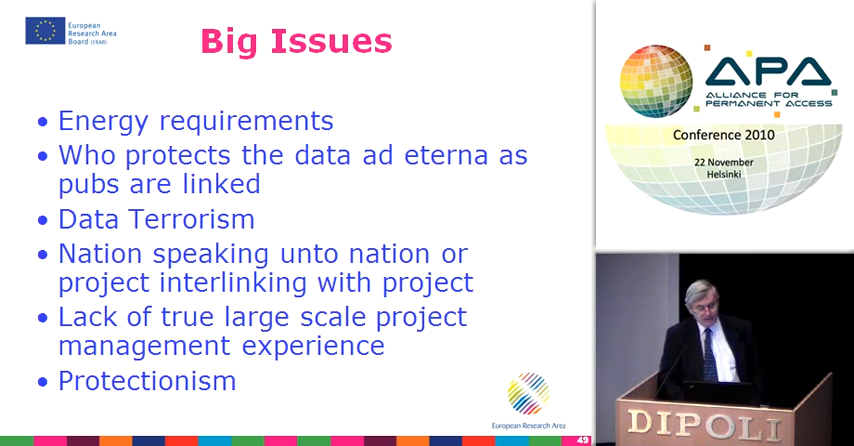 European
Research Area
Board (ERAB)
Big Issues
• Energy requirements
• Who protects the data ad eterna as
pubs are linked
• Data Terrorism
• Nation speaking unto nation or
project interlinking with project
• Lack of true large scale project
management experience
• Protectionism
European Research Area
49
APA
ALLIANCE FOR
PERMANENT ACCESS
Conference 2010
22 November
Helsinki
DIPOLI